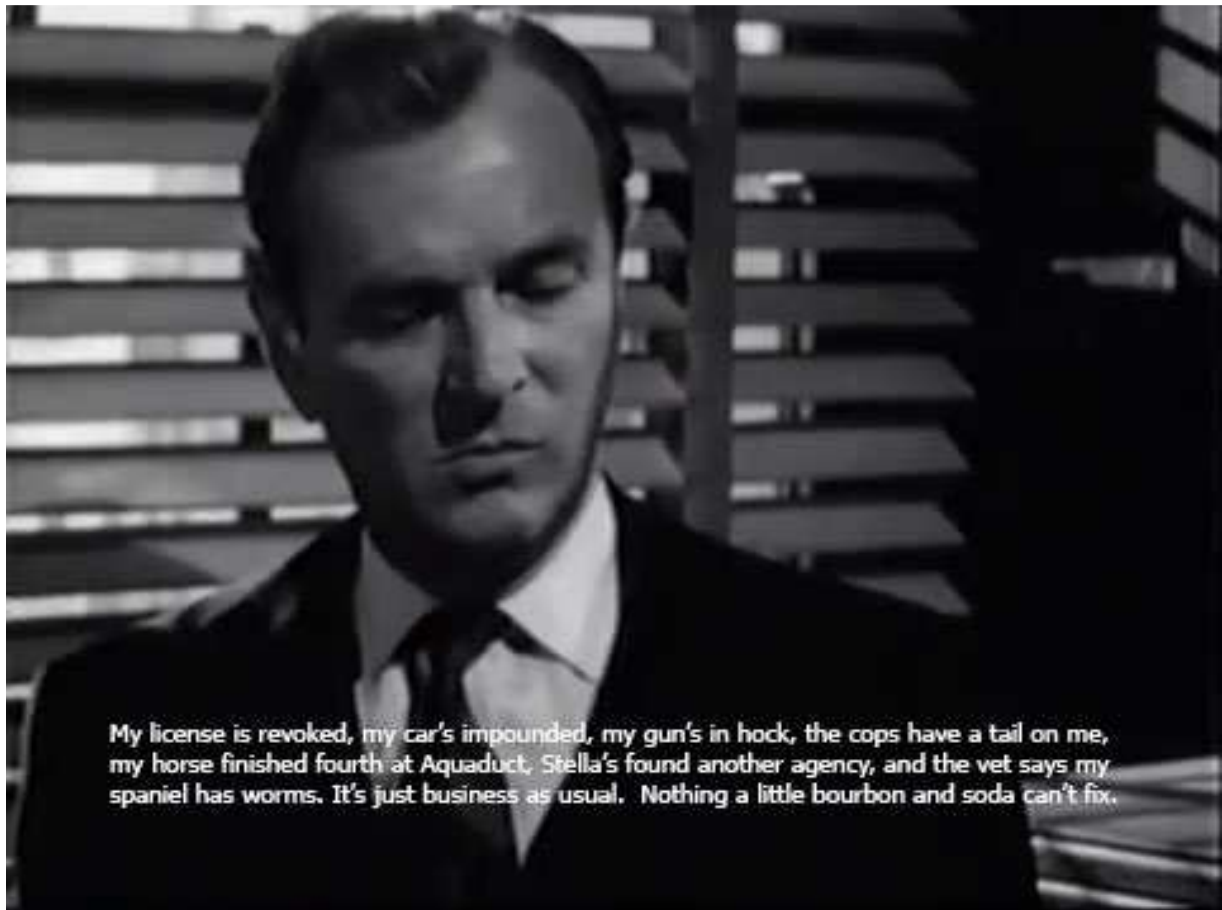 My license is revoked, my car's impounded, my gun's in hock, the cops have a tail on me,
my horse finished fourth at Aquaduct, Stella's found another agency, and the vet says my
spaniel has worms. It's just business as usual.  Nothing a little bourbon and soda can't fix.